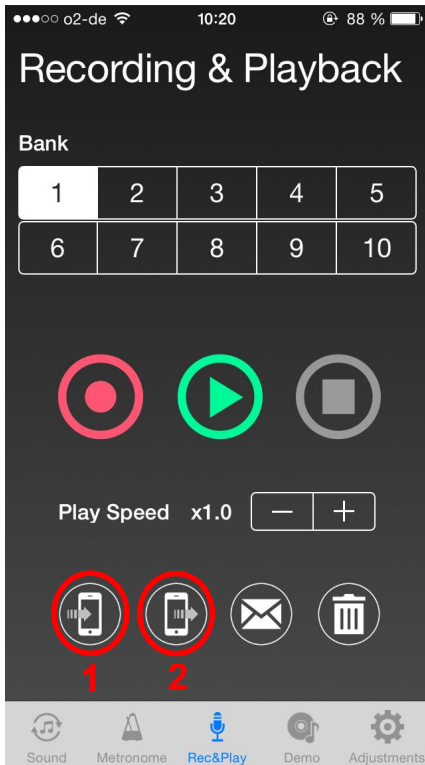 o2-de 10:20 88 %
Recording & Playback
Bank
1 2 3 4 5
6 7 8 9 10
Play Speed x1.0 — +
1 2
Sound Metronome Rec&Play Demo Adjustments